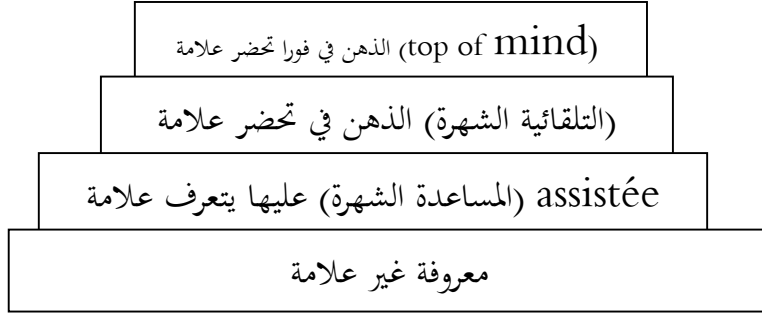 (top of mind) الذهن في فورا تحضر علامة
(التلقائية الشهرة) الذهن في تحضر علامة
assistée (المساعدة الشهرة) عليها يتعرف علامة
معروفة غير علامة